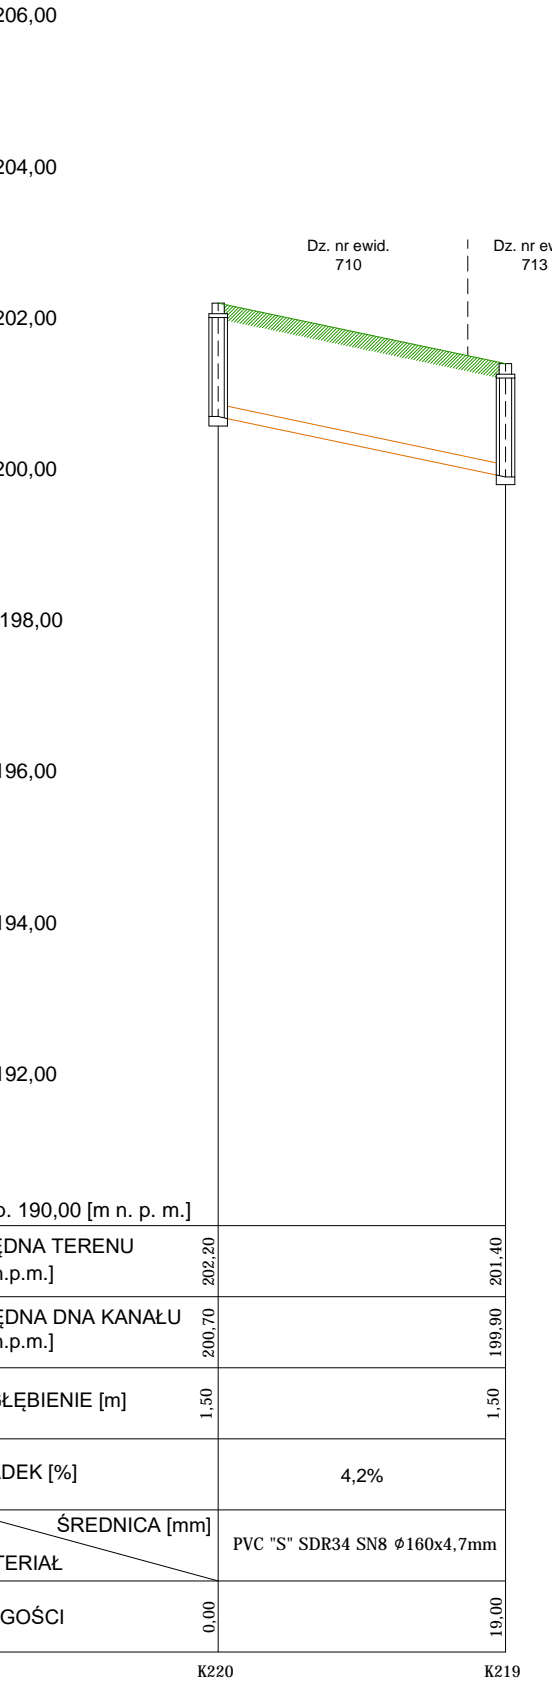 206,00
204,00
Dz. nr ewid.
710
Dz. nr ew
713
202,00
200,00
198,00
196,00
194,00
192,00
p. 190,00 [m n. p. m.]
ĘDNA TERENU
n.p.m.]
202,20
201,40
ĘDNA DNA KANAŁU
n.p.m.]
200,70
199,90
GŁĘBIENIE [m]
1,50
1,50
ADEK [%]
4,2%
ŚREDNICA [mm]
TERIAŁ
PVC "S" SDR34 SN8 ϕ160x4,7mm
GOŚCI
0,00
19,00
K220
K219